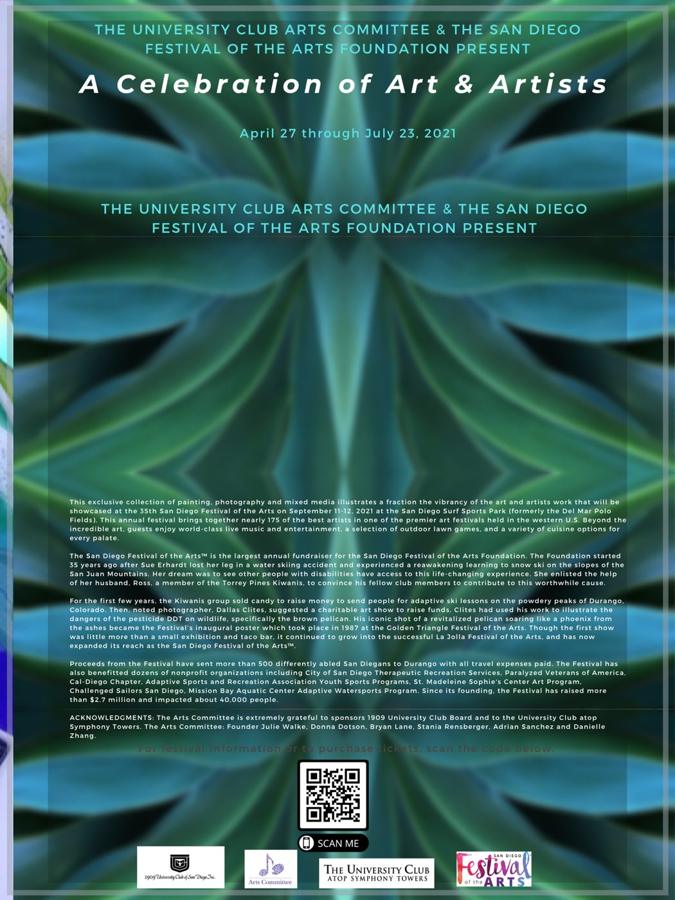 THE UNIVERSITY CLUB ARTS COMMITTEE & THE SAN DIEGO
FESTIVAL OF THE ARTS FOUNDATION PRESENT
A Celebration of Art & Artists
April 27 through July 23, 2021
THE UNIVERSITY CLUB ARTS COMMITTEE & THE SAN DIEGO
FESTIVAL OF THE ARTS FOUNDATION PRESENT
This exclusive collection of painting, photography and mixed media illustrates a fraction the vibrancy of the art and artists work that will be
showcased at the 35th San Diego Festival of the Arts on September 11-12, 2021 at the San Diego Surf Sports Park (formerly the Del Mar Polo
Fields). This annual festival brings together nearly 175 of the best artists in one of the premier art festivals held in the western U.S. Beyond the
incredible art, guests enjoy world-class live music and entertainment, a selection of outdoor lawn games, and a variety of cuisine options for
every palate.
The San Diego Festival of the Arts™ is the largest annual fundraiser for the San Diego Festival of the Arts Foundation. The Foundation started
35 years ago after Sue Erhardt lost her leg in a water skiing accident and experienced a reawakening learning to snow ski on the slopes of the
San Juan Mountains. Her dream was to see other people with disabilities have access to this life-changing experience. She enlisted the help
of her husband, Ross, a member of the Torrey Pines Kiwanis, to convince his fellow club members to contribute to this worthwhile cause.
For the first few years, the Kiwanis group sold candy to raise money to send people for adaptive ski lessons on the powdery peaks of Durango,
Colorado. Then, noted photographer, Dallas Clites, suggested a charitable art show to raise funds. Clites had used his work to illustrate the
dangers of the pesticide DDT on wildlife, specifically the brown pelican. His iconic shot of a revitalized pelican soaring like a phoenix from
the ashes became the Festival's inaugural poster which took place in 1987 at the Golden Triangle Festival of the Arts. Though the first show
was little more than a small exhibition and taco bar, it continued to grow into the successful La Jolla Festival of the Arts, and has now
expanded its reach as the San Diego Festival of the Arts™.
Proceeds from the Festival have sent more than 500 differently abled San Diegans to Durango with all travel expenses paid. The Festival has
also benefitted dozens of nonprofit organizations including City of San Diego Therapeutic Recreation Services, Paralyzed Veterans of America,
Cal-Diego Chapter, Adaptive Sports and Recreation Association Youth Sports Programs, St. Madeleine Sophie's Center Art Program,
Challenged Sailors San Diego, Mission Bay Aquatic Center Adaptive Watersports Program. Since its founding, the Festival has raised more
than $2.7 million and impacted about 40,000 people.
ACKNOWLEDGMENTS: The Arts Committee is extremely grateful to sponsors 1909 University Club Board and to the University Club atop
Symphony Towers. The Arts Committee: Founder Julie Walke, Donna Dotson, Bryan Lane, Stania Rensberger, Adrian Sanchez and Danielle
Zhang.
For festival information or to purchase tickets, scan the code below.
SCAN ME
1909 University Club of San Diego, Inc.
Arts Committee
THE UNIVERSITY CLUB
ATOP SYMPHONY TOWERS
SAN DIEGO
Festival
of the ARTS